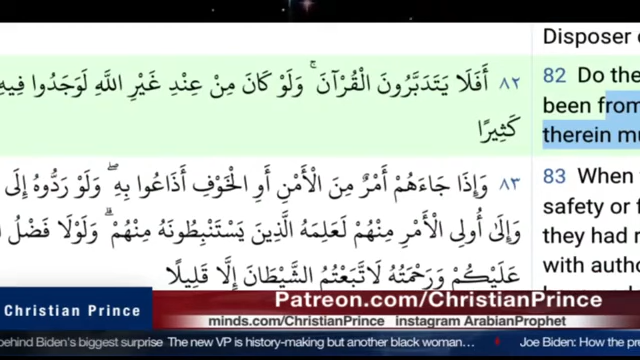 Disposer
٨٢ أَفَلَا يَتَدَبَّرُونَ الْقُرْآنَ ۚ وَلَوْ كَانَ مِنْ عِنْدِ غَيْرِ اللَّهِ لَوَجَدُوا فِيهِ
كَثِيرًا
82 Do the
been from
therein
٨٣ وَإِذَا جَاءَهُمْ أَمْرٌ مِنَ الْأَمْنِ أَوِ الْخَوْفِ أَذَاعُوا بِهِ ۖ وَلَوْ رَدُّوهُ إِلَى
وَإِلَىٰ أُولِي الْأَمْرِ مِنْهُمْ لَعَلِمَهُ الَّذِينَ يَسْتَنْبِطُونَهُ مِنْهُمْ ۗ وَلَوْلَا فَضْلُ
عَلَيْكُمْ وَرَحْمَتُهُ لَاتَّبَعْتُمُ الشَّيْطَانَ إِلَّا قَلِيلًا
83 When
safety or f
they had r
with autho
Christian Prince
Patreon.com/ChristianPrince
minds.com/ChristianPrince instagram ArabianProphet
behind Biden's biggest surprise The new VP is history-making but another black woman… Joe Biden: How the pr